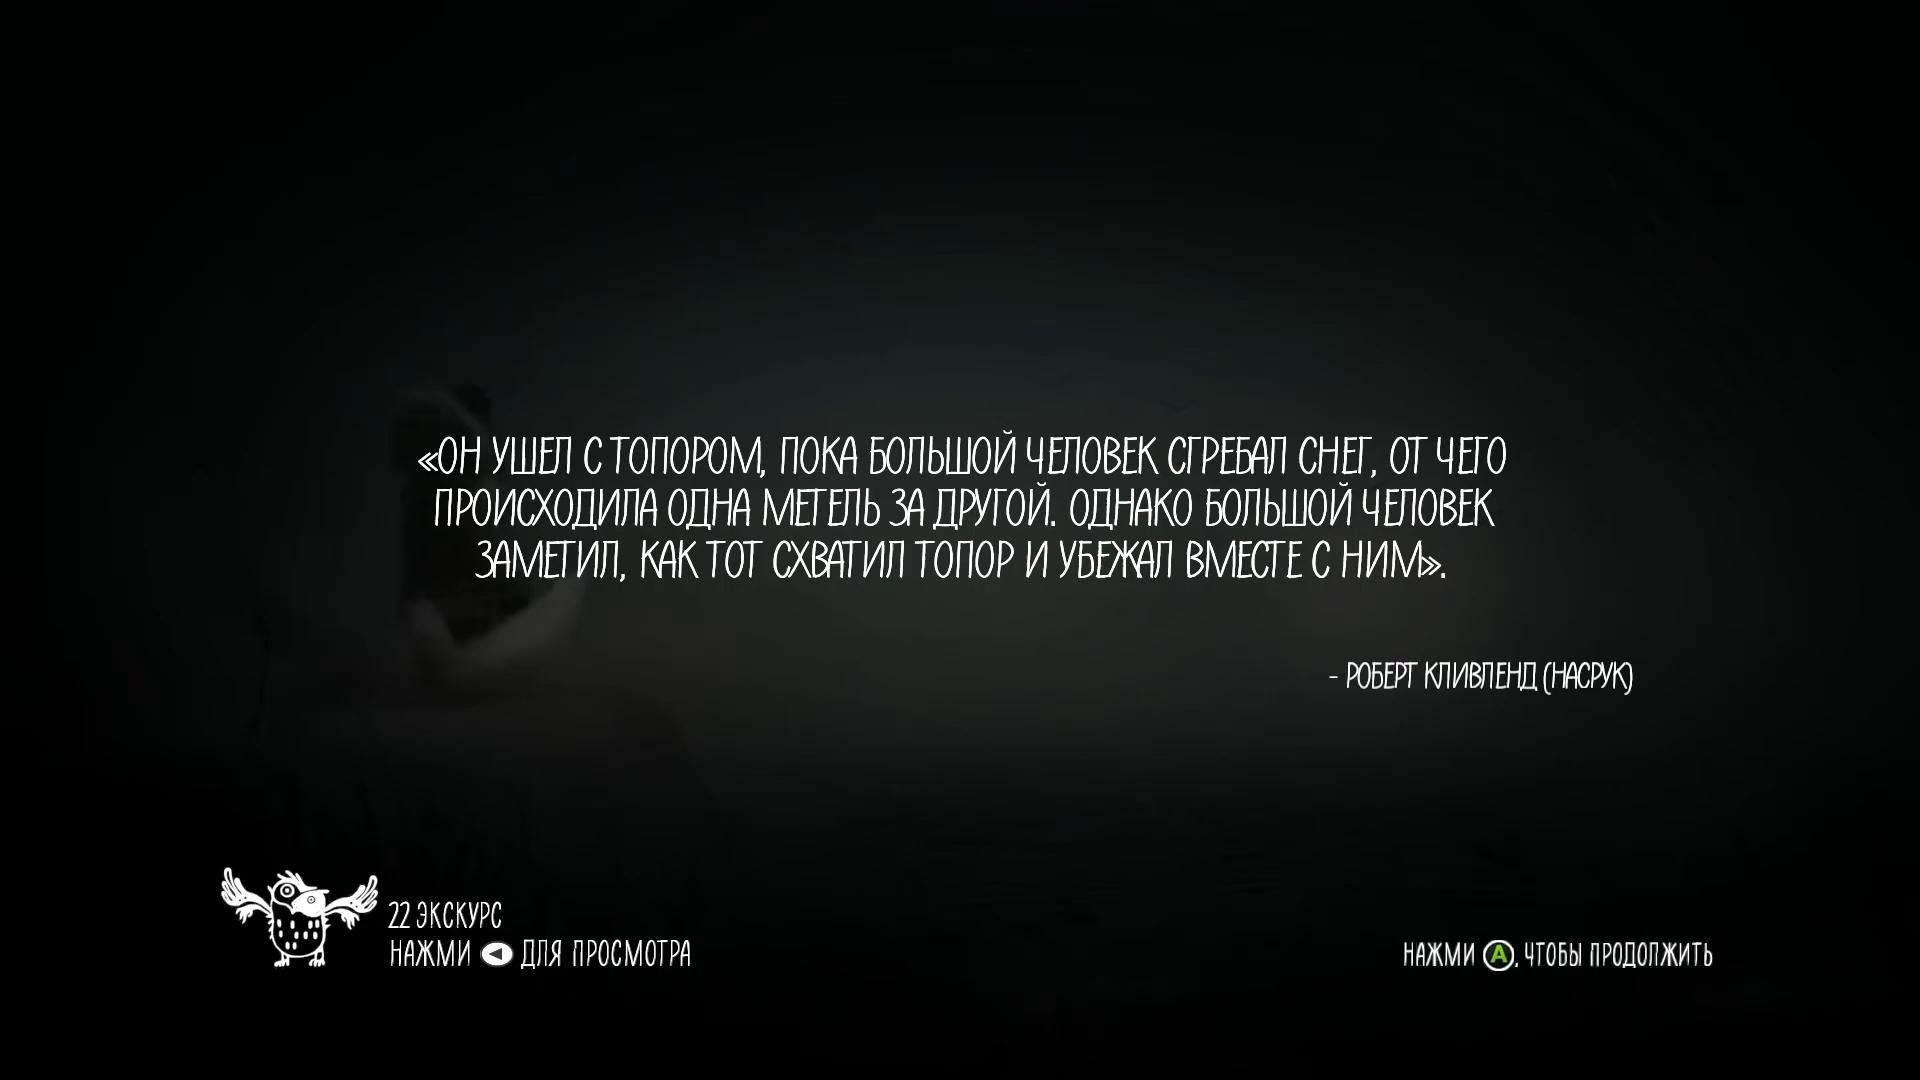 «ОН УШЕЛ С ТОПОРОМ, ПОКА БОЛЬШОЙ ЧЕЛОВЕК СГРЕБАЛ СНЕГ, ОТ ЧЕГО
ПРОИСХОДИЛА ОДНА МЕТЕЛЬ ЗА ДРУГОЙ. ОДНАКО БОЛЬШОЙ ЧЕЛОВЕК
ЗАМЕТИЛ, КАК ТОТ СХВАТИЛ ТОПОР И УБЕЖАЛ ВМЕСТЕ С НИМ».
- РОБЕРТ КЛИВЛЕНД (НАСРУК)
22 ЭКСКУРС
НАЖМИ ◄ ДЛЯ ПРОСМОТРА
НАЖМИ A, ЧТОБЫ ПРОДОЛЖИТЬ